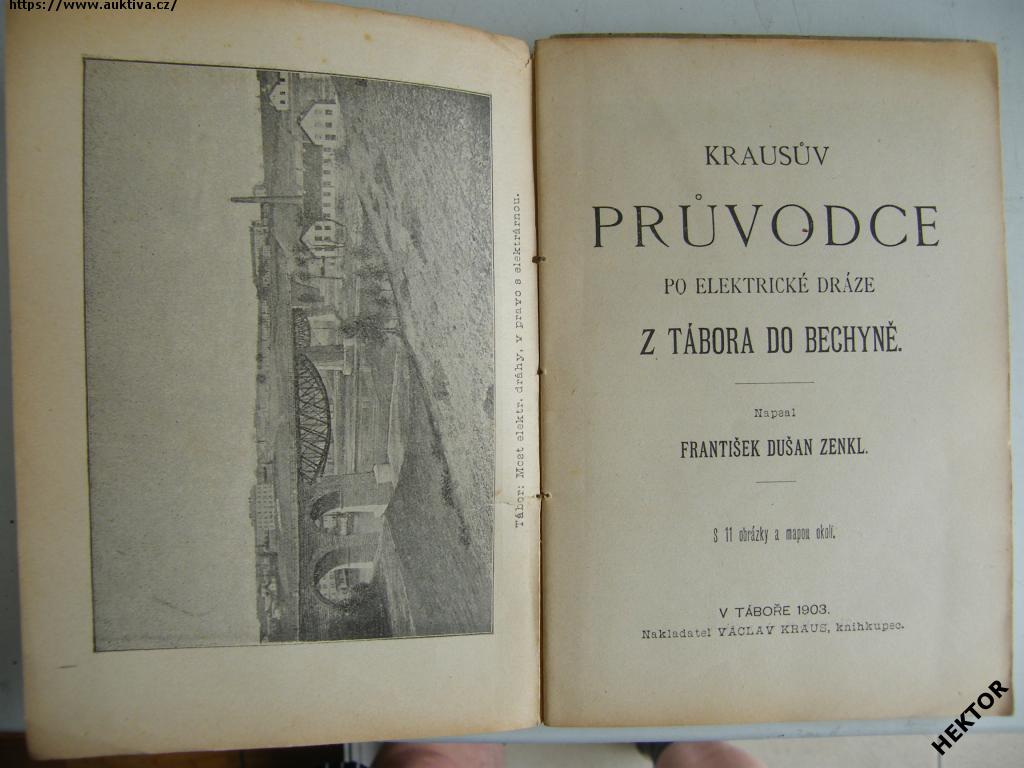 https://www.auktiva.cz/
Tábor: Most elektr. dráhy, v pravo s elektrárnou.
KRAUSŮV
PRŮVODCE
PO ELEKTRICKÉ DRÁZE
Z TÁBORA DO BECHYNĚ.
Napsal
FRANTIŠEK DUŠAN ZENKL.
S 11 obrázky a mapou okolí.
V TÁBOŘE 1903.
Nakladatel VÁCLAV KRAUS, knihkupec.
HEKTOR